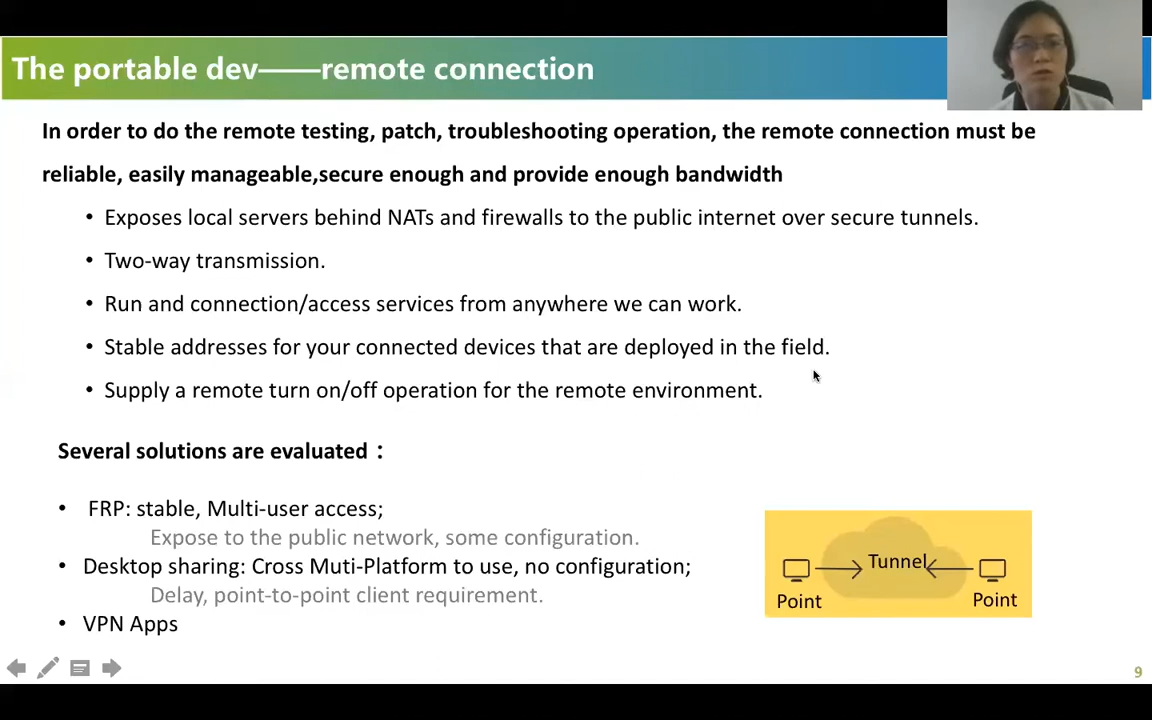 The portable dev——remote connection
In order to do the remote testing, patch, troubleshooting operation, the remote connection must be
reliable, easily manageable,secure enough and provide enough bandwidth
• Exposes local servers behind NATs and firewalls to the public internet over secure tunnels.
• Two-way transmission.
• Run and connection/access services from anywhere we can work.
• Stable addresses for your connected devices that are deployed in the field.
• Supply a remote turn on/off operation for the remote environment.
Several solutions are evaluated：
• FRP: stable, Multi-user access;
Expose to the public network, some configuration.
• Desktop sharing: Cross Muti-Platform to use, no configuration;
Delay, point-to-point client requirement.
• VPN Apps
Tunnel
Point
Point
9